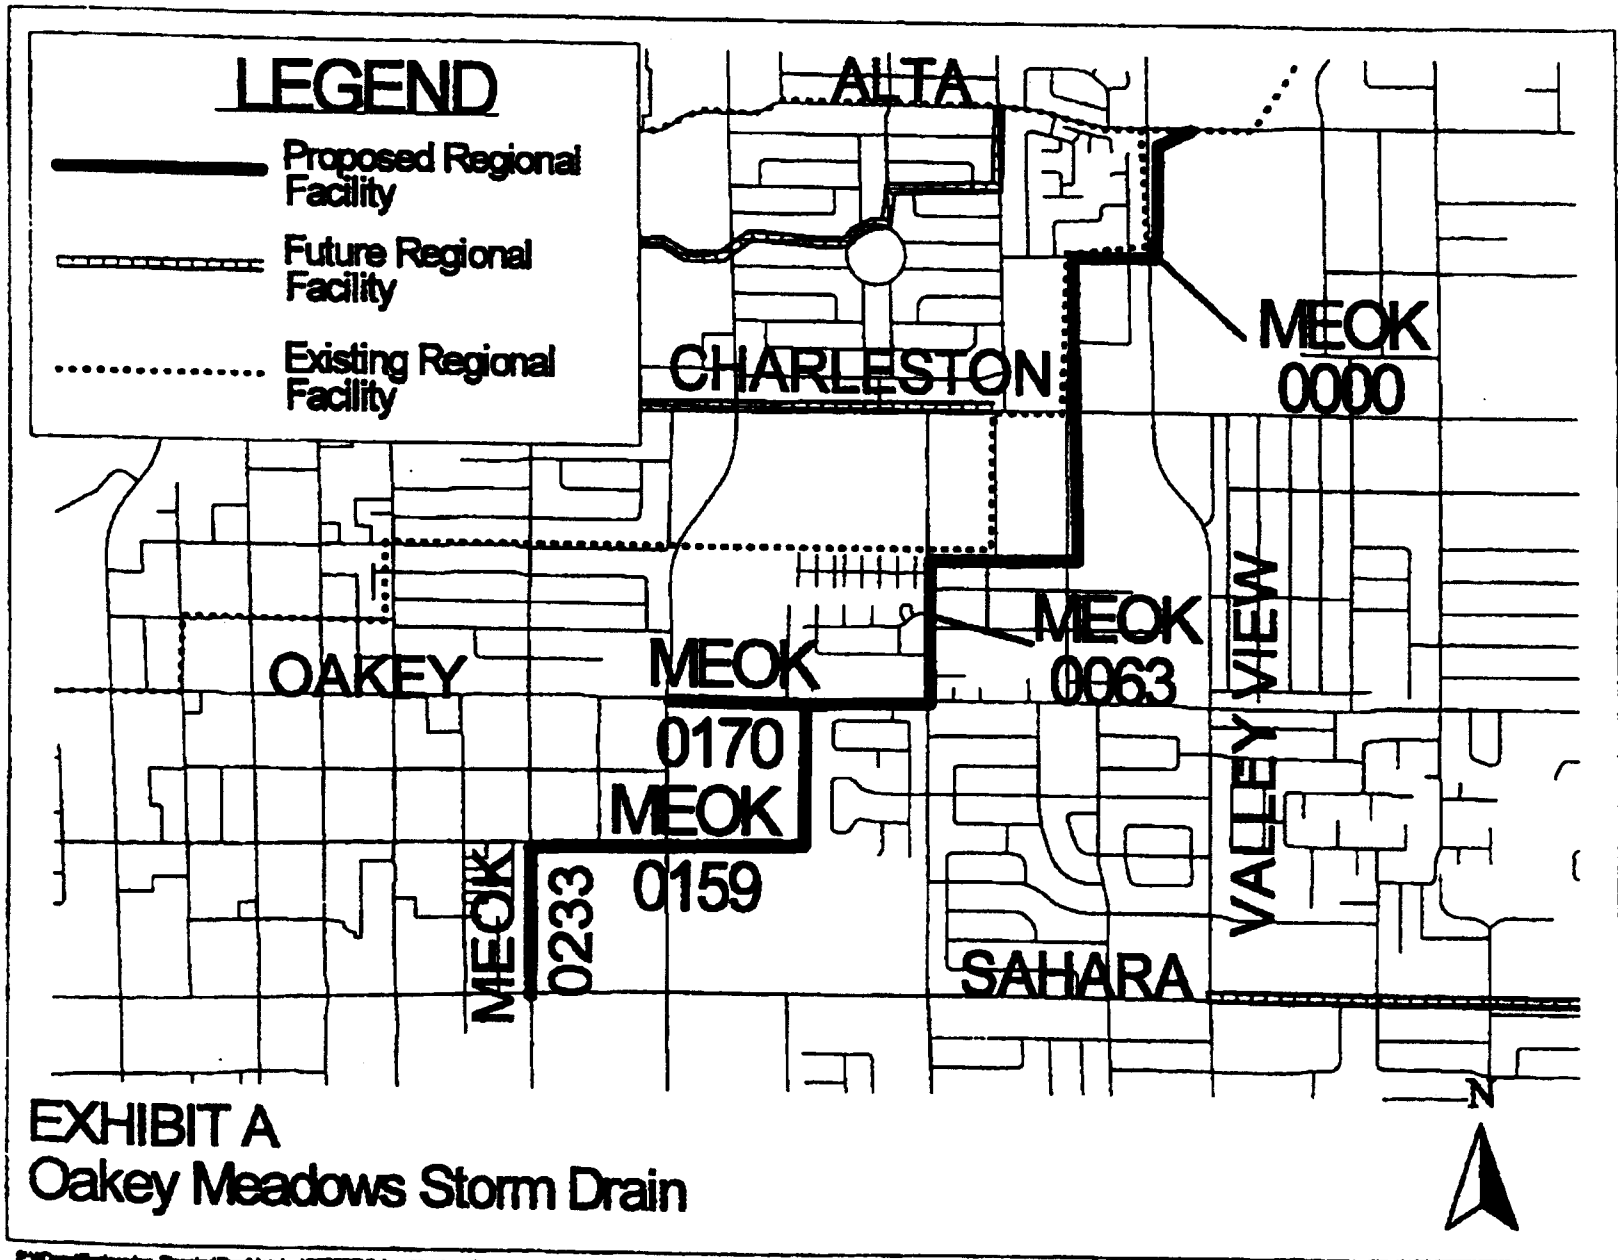 LEGEND
Proposed Regional
Facility
Future Regional
Facility
Existing Regional
Facility
ALTA
MEOK
0000
CHARLESTON
MEOK
0063
VALLEY VIEW
OAKEY
MEOK
0170
MEOK
0159
MEOK
0233
SAHARA
N
EXHIBIT A
Oakey Meadows Storm Drain